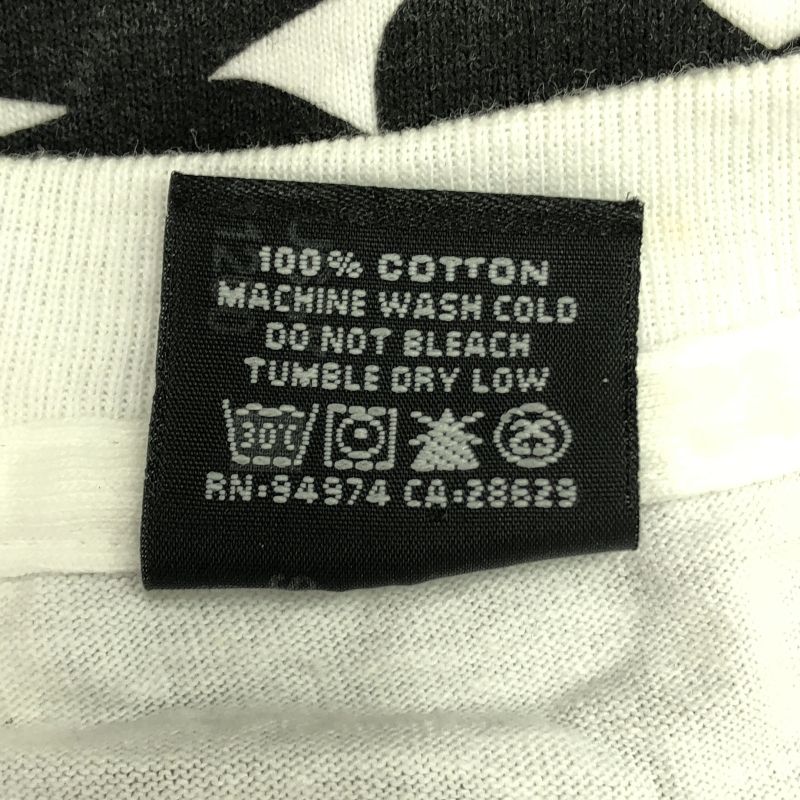 100% COTTON
MACHINE WASH COLD
DO NOT BLEACH
TUMBLE DRY LOW
30°C
RN:94974 CA:28629